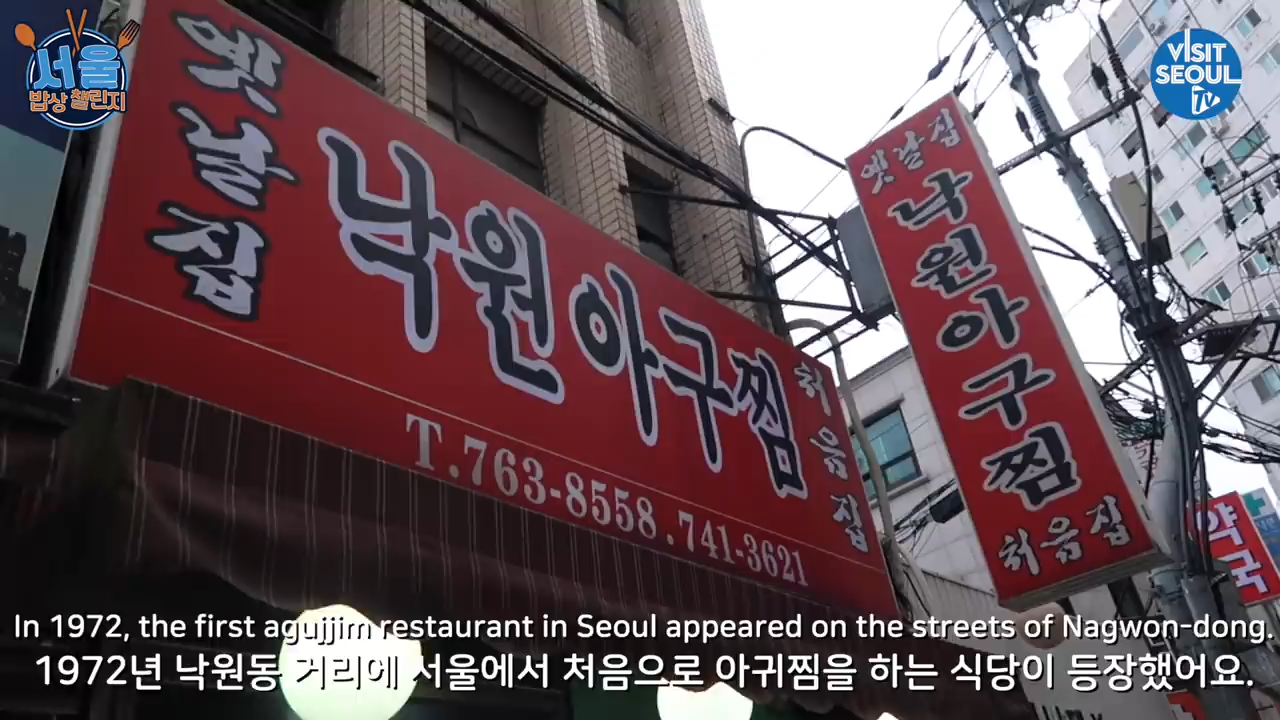 서울
밥상 챌린지
VISIT
SEOUL
TV
옛날집
낙원아구찜
처음집
T.763-8558.741-3621
옛날집
낙원아구찜
처음집
약국
In 1972, the first agujjim restaurant in Seoul appeared on the streets of Nagwon-dong.
1972년 낙원동 거리에 서울에서 처음으로 아귀찜을 하는 식당이 등장했어요.